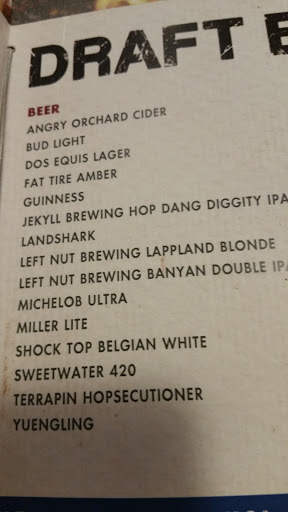 DRAFT
BEER
ANGRY ORCHARD CIDER
BUD LIGHT
DOS EQUIS LAGER
FAT TIRE AMBER
GUINNESS
JEKYLL BREWING HOP DANG DIGGITY IPA
LANDSHARK
LEFT NUT BREWING LAPPLAND BLONDE
LEFT NUT BREWING BANYAN DOUBLE IPA
MICHELOB ULTRA
MILLER LITE
SHOCK TOP BELGIAN WHITE
SWEETWATER 420
TERRAPIN HOPSECUTIONER
YUENGLING